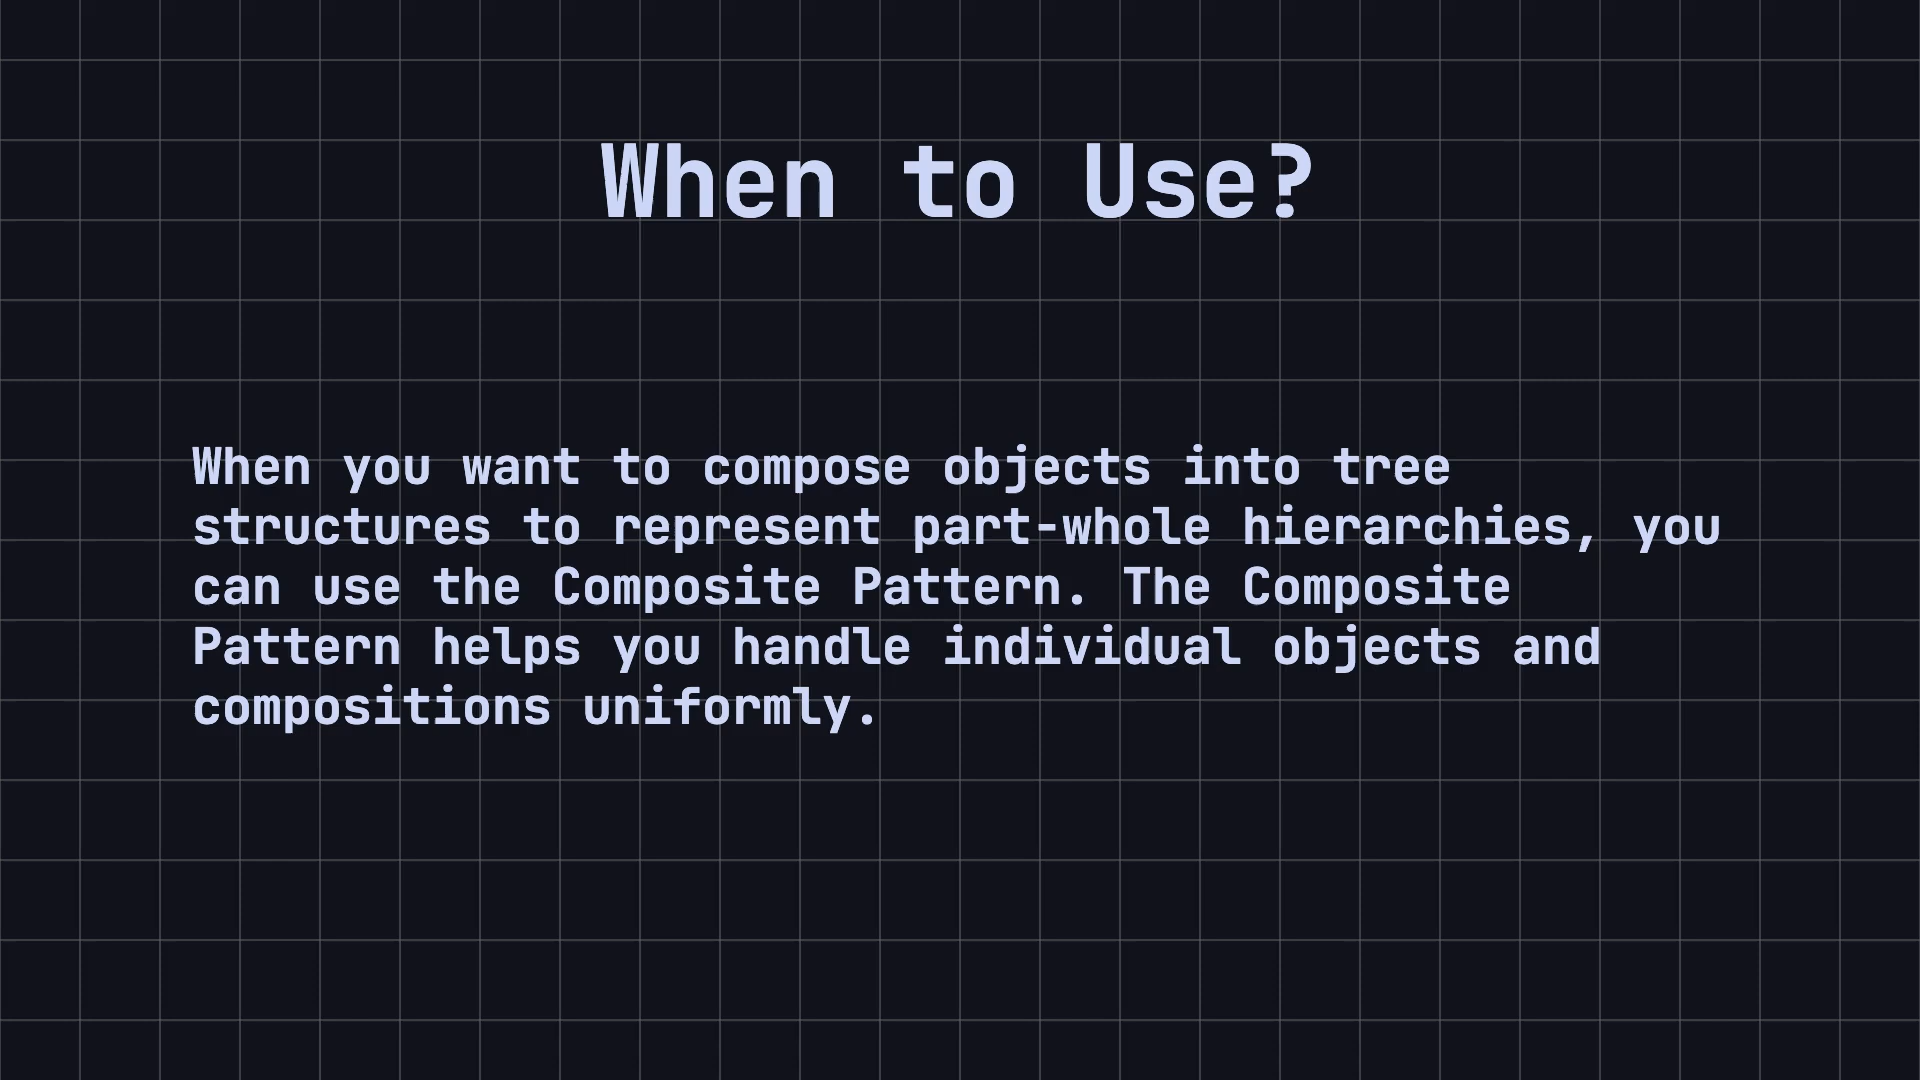 When to Use?
When you want to compose objects into tree
structures to represent part-whole hierarchies, you
can use the Composite Pattern. The Composite
Pattern helps you handle individual objects and
compositions uniformly.